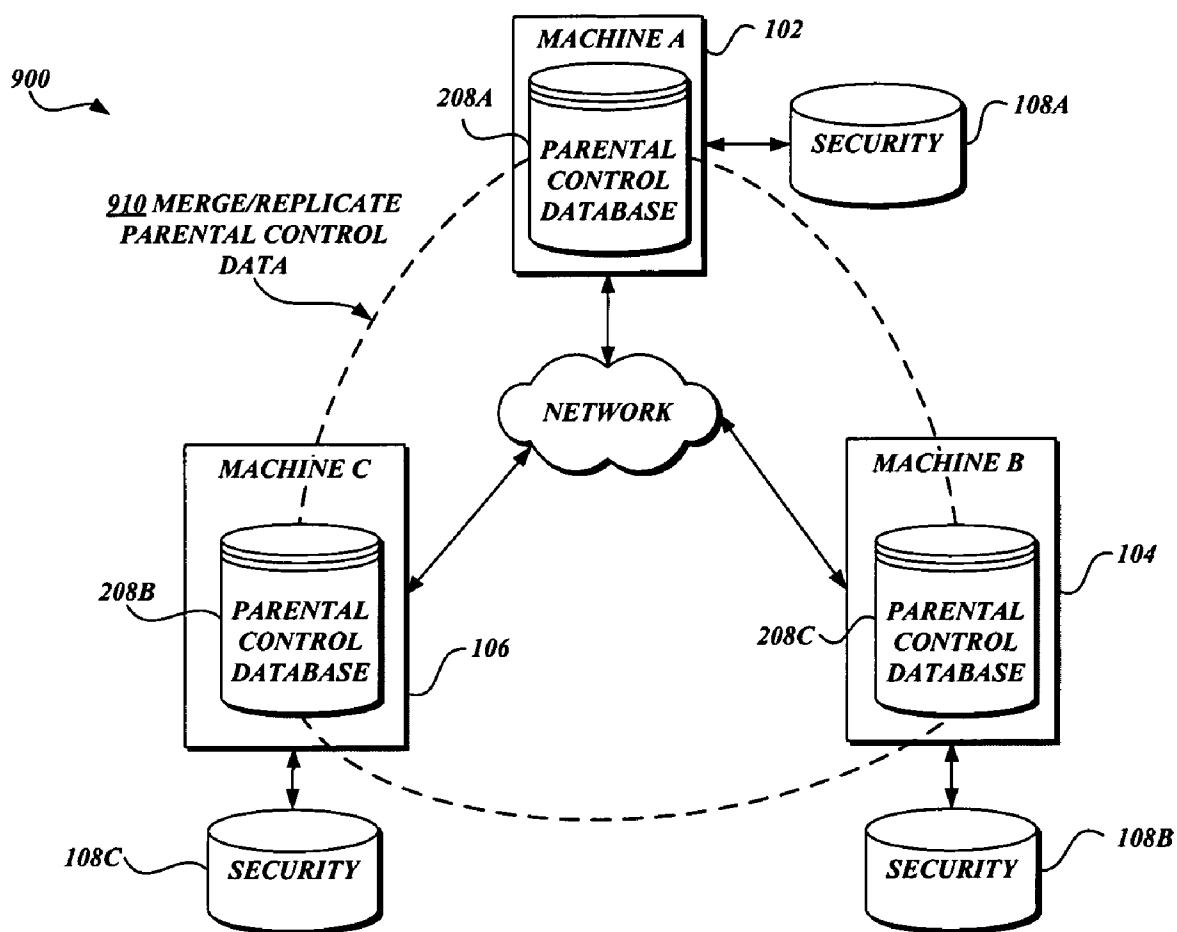 900
MACHINE A
102
208A
PARENTAL
CONTROL
DATABASE
SECURITY
108A
910 MERGE/REPLICATE
PARENTAL CONTROL
DATA
NETWORK
MACHINE C
208B
PARENTAL
CONTROL
DATABASE
106
MACHINE B
104
208C
PARENTAL
CONTROL
DATABASE
108C
SECURITY
SECURITY
108B